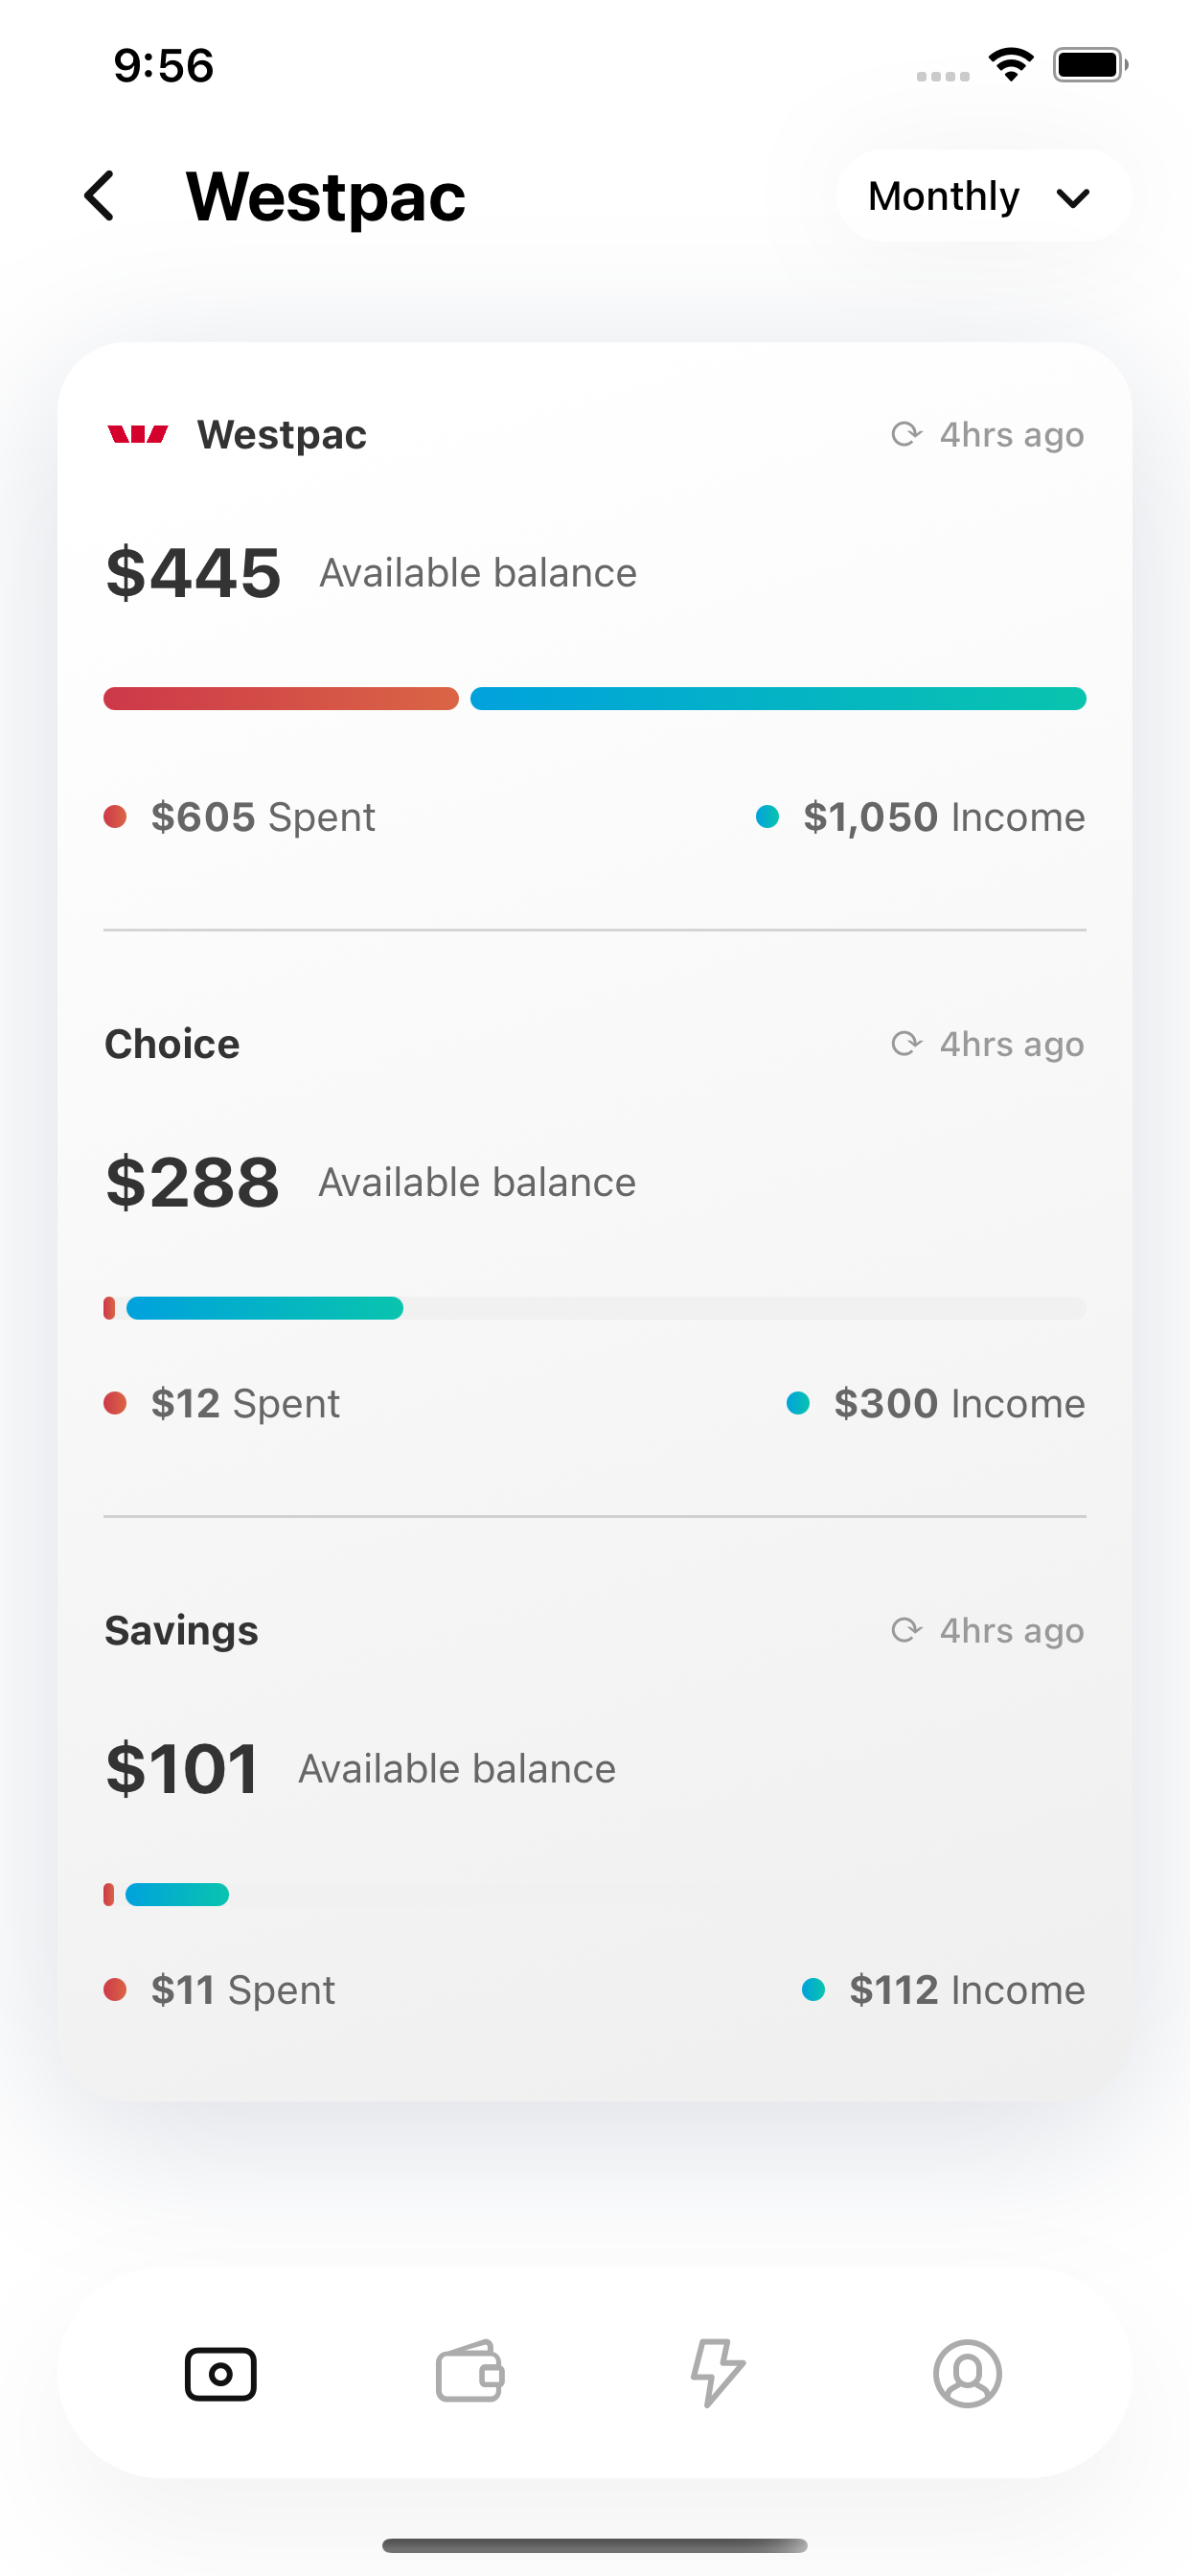 9:56
Westpac
Monthly
Westpac
4hrs ago
$445 Available balance
$605 Spent
$1,050 Income
Choice
4hrs ago
$288 Available balance
$12 Spent
$300 Income
Savings
4hrs ago
$101 Available balance
$11 Spent
$112 Income